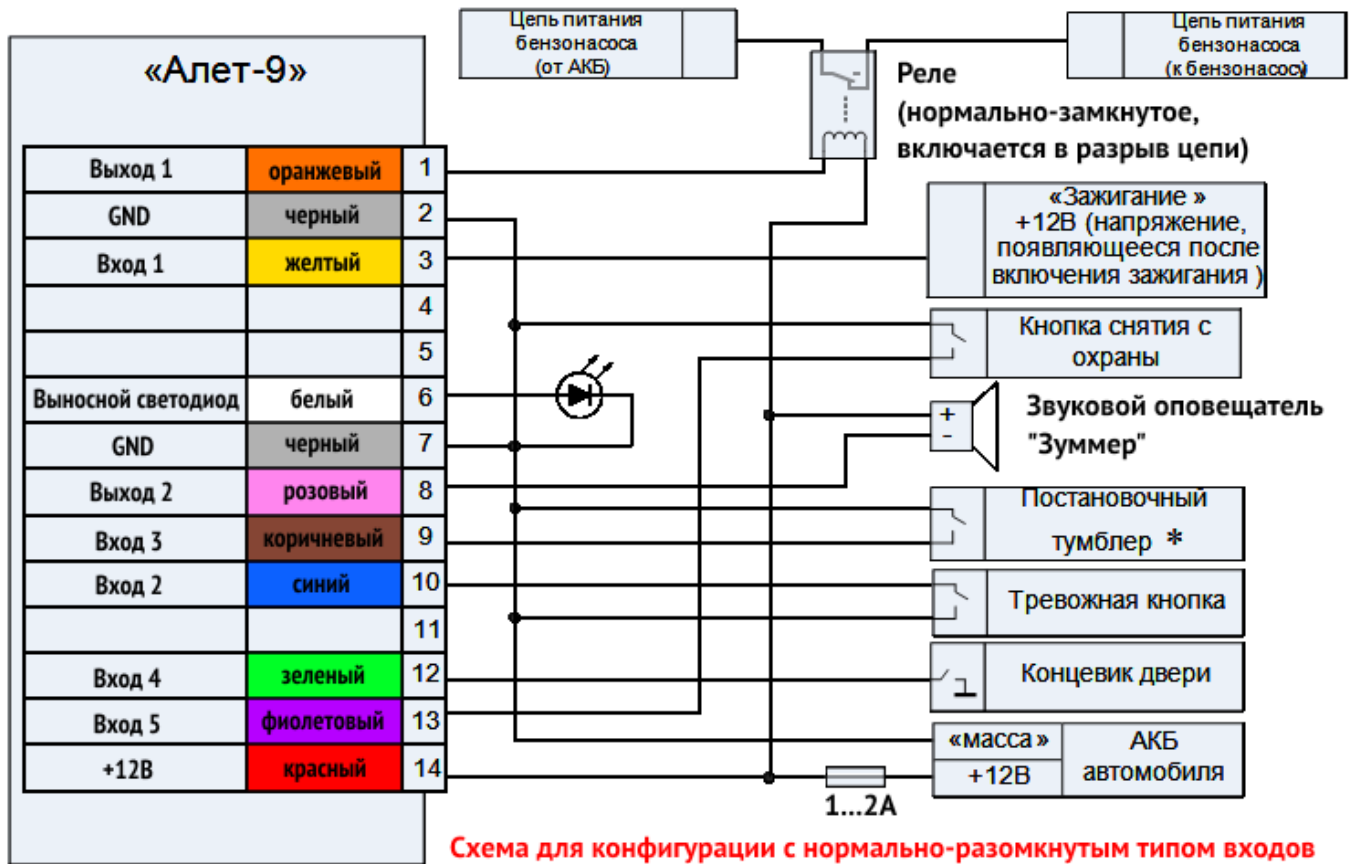 «Алет-9»
Выход 1 оранжевый 1
GND черный 2
Вход 1 желтый 3
4
5
Выносной светодиод белый 6
GND черный 7
Выход 2 розовый 8
Вход 3 коричневый 9
Вход 2 синий 10
11
Вход 4 зеленый 12
Вход 5 фиолетовый 13
+12В красный 14
Цепь питания
бензонасоса
(от АКБ)
Цепь питания
бензонасоса
(к бензонасосу)
Реле
(нормально-замкнутое,
включается в разрыв цепи)
«Зажигание »
+12В (напряжение,
появляющееся после
включения зажигания )
Кнопка снятия с
охраны
+
-
Звуковой оповещатель
"Зуммер"
Постановочный
тумблер *
Тревожная кнопка
Концевик двери
«масса»
+12В
АКБ
автомобиля
1...2А
Схема для конфигурации с нормально-разомкнутым типом входов